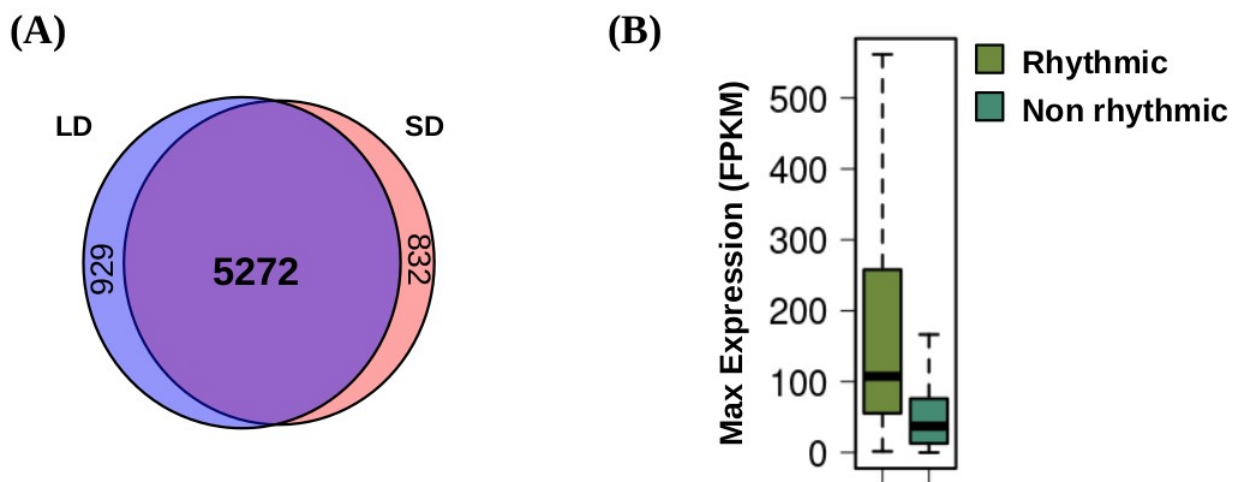 (A)
LD
SD
929
5272
832
(B)
Max Expression (FPKM)
500
400
300
200
100
0
Rhythmic
Non rhythmic